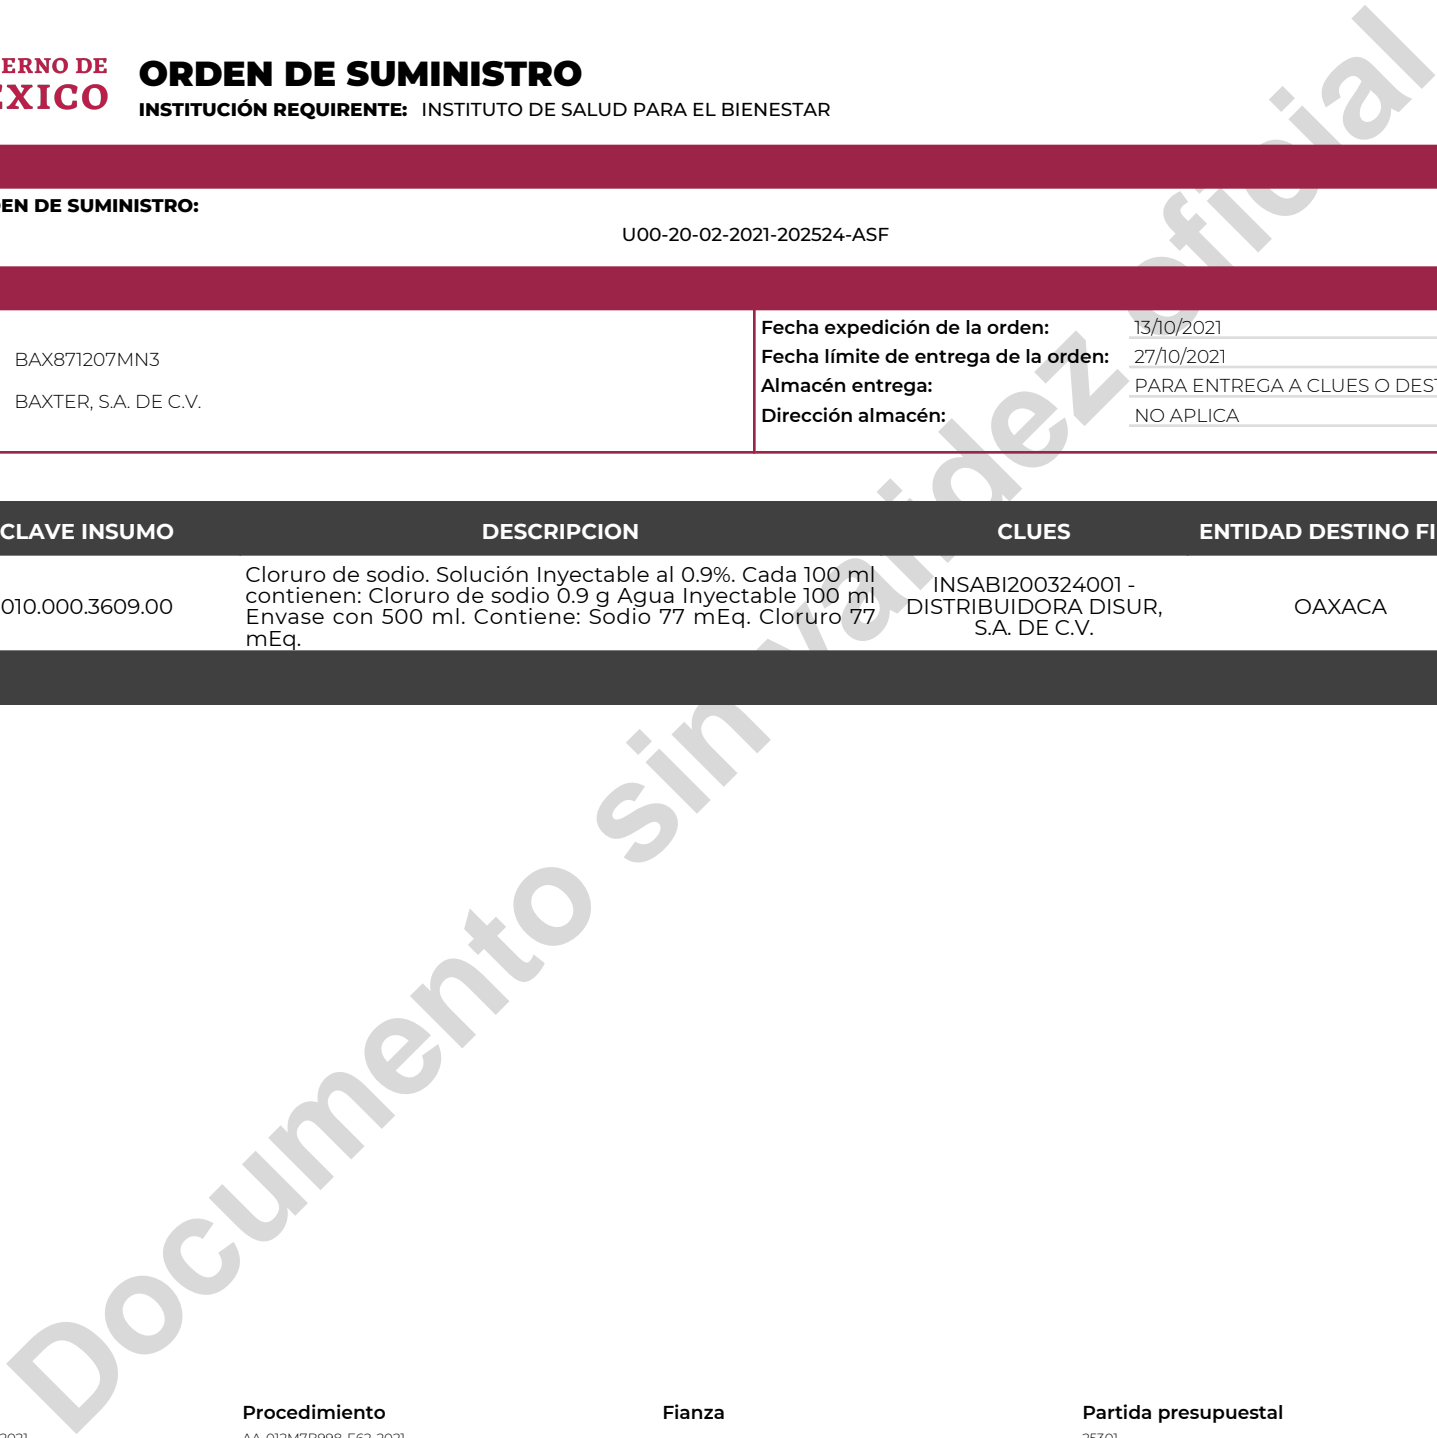 ERNO DE
EXICO
ORDEN DE SUMINISTRO
INSTITUCIÓN REQUIRENTE: INSTITUTO DE SALUD PARA EL BIENESTAR
EN DE SUMINISTRO:
U00-20-02-2021-202524-ASF
BAX871207MN3
BAXTER, S.A. DE C.V.
Fecha expedición de la orden: 13/10/2021
Fecha límite de entrega de la orden: 27/10/2021
Almacén entrega: PARA ENTREGA A CLUES O DEST
Dirección almacén: NO APLICA
CLAVE INSUMO DESCRIPCION CLUES ENTIDAD DESTINO FI
010.000.3609.00
Cloruro de sodio. Solución Inyectable al 0.9%. Cada 100 ml
contienen: Cloruro de sodio 0.9 g Agua Inyectable 100 ml
Envase con 500 ml. Contiene: Sodio 77 mEq. Cloruro 77
mEq.
INSABI200324001 -
DISTRIBUIDORA DISUR,
S.A. DE C.V.
OAXACA
Documento sin validez oficial
Procedimiento Fianza Partida presupuestal